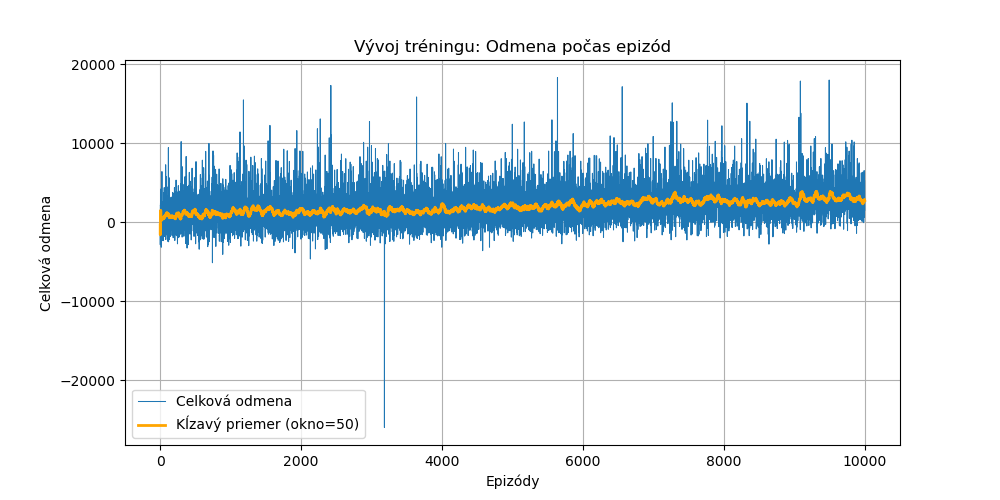 Vývoj tréningu: Odmena počas epizód
20000
10000
0
−10000
−20000
Celková odmena
Celková odmena
Kĺzavý priemer (okno=50)
0
2000
4000
6000
8000
10000
Epizódy